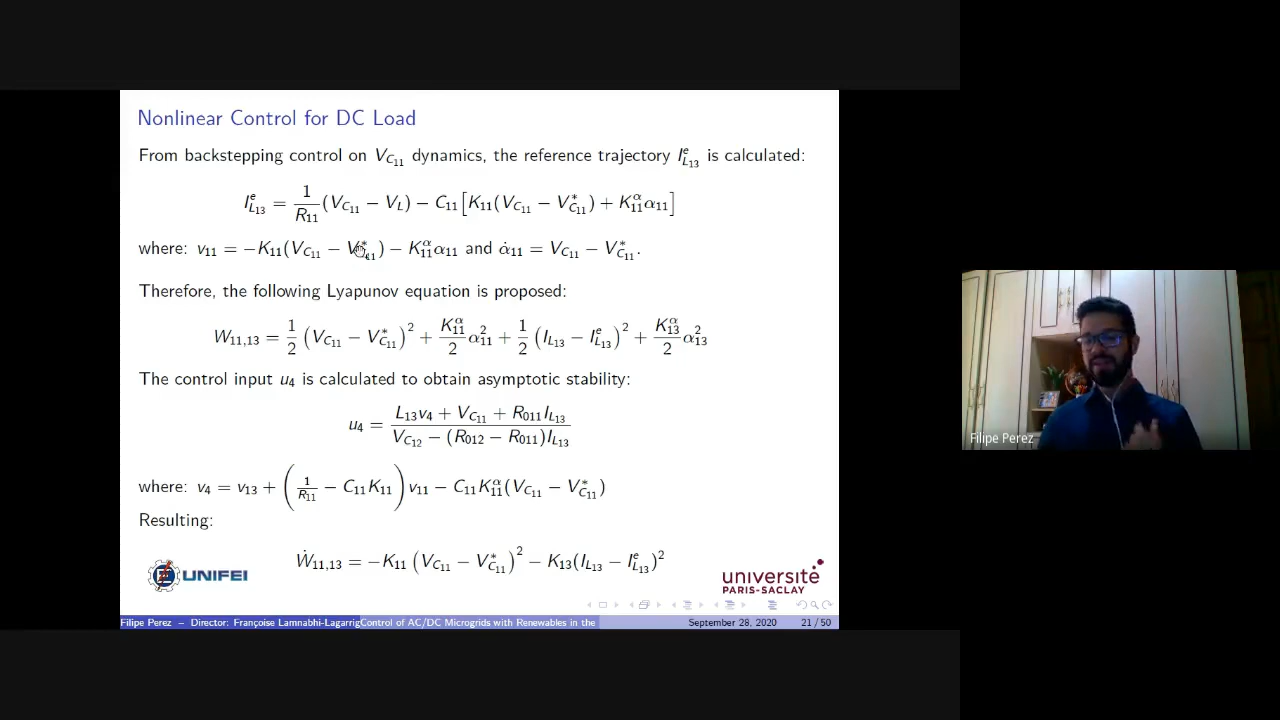 Nonlinear Control for DC Load
From backstepping control on V_{C_{11}} dynamics, the reference trajectory I^e_{L_{13}} is calculated:
I^e_{L_{13}} = \frac{1}{R_{11}}(V_{C_{11}} − V_L) − C_{11}[K_{11}(V_{C_{11}} − V^*_{C_{11}}) + K^α_{11}α_{11}]
where: v_{11} = −K_{11}(V_{C_{11}} − V^*_{C_{11}}) − K^α_{11}α_{11} and \dot{α}_{11} = V_{C_{11}} − V^*_{C_{11}}.
Therefore, the following Lyapunov equation is proposed:
W_{11,13} = \frac{1}{2}(V_{C_{11}} − V^*_{C_{11}})^2 + \frac{K^α_{11}}{2}α^2_{11} + \frac{1}{2}(I_{L_{13}} − I^e_{L_{13}})^2 + \frac{K^α_{13}}{2}α^2_{13}
The control input u_4 is calculated to obtain asymptotic stability:
u_4 = \frac{L_{13}v_4 + V_{C_{11}} + R_{011}I_{L_{13}}}{V_{C_{12}} − (R_{012} − R_{011})I_{L_{13}}}
where: v_4 = v_{13} + (\frac{1}{R_{11}} − C_{11}K_{11})v_{11} − C_{11}K^α_{11}(V_{C_{11}} − V^*_{C_{11}})
Resulting:
\dot{W}_{11,13} = −K_{11}(V_{C_{11}} − V^*_{C_{11}})^2 − K_{13}(I_{L_{13}} − I^e_{L_{13}})^2
UNIFEI
université
PARIS-SACLAY
Filipe Perez – Director: Françoise Lamnabhi-Lagarrig
Control of AC/DC Microgrids with Renewables in the
September 28, 2020
21 / 50
Filipe Perez